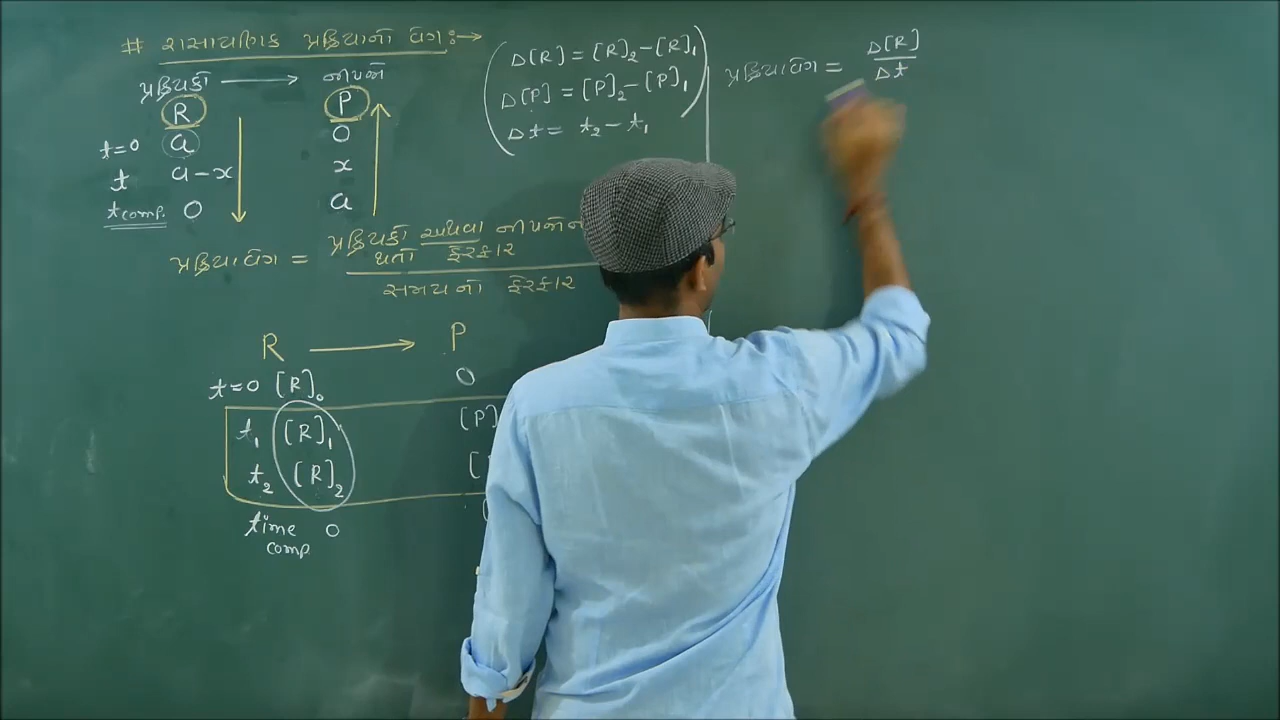 # રાસાયણિક પ્રક્રિયાનો વેગ :→
પ્રક્રિયકો ⟶ નીપજો
R P
t=0 a 0
t a-x x
t comp. 0 a
પ્રક્રિયાવેગ = પ્રક્રિયકો અથવા નીપજોન
થતો ફેરફાર
સમયનો ફેરફાર
R ⟶ P
t=0 [R]₀ 0
t₁ [R]₁ [P]
t₂ [R]₂ [
time 0
comp.
Δ[R] = [R]₂-[R]₁
Δ[P] = [P]₂-[P]₁
Δt = t₂ - t₁
પ્રક્રિયાવેગ = Δ[R]
Δt